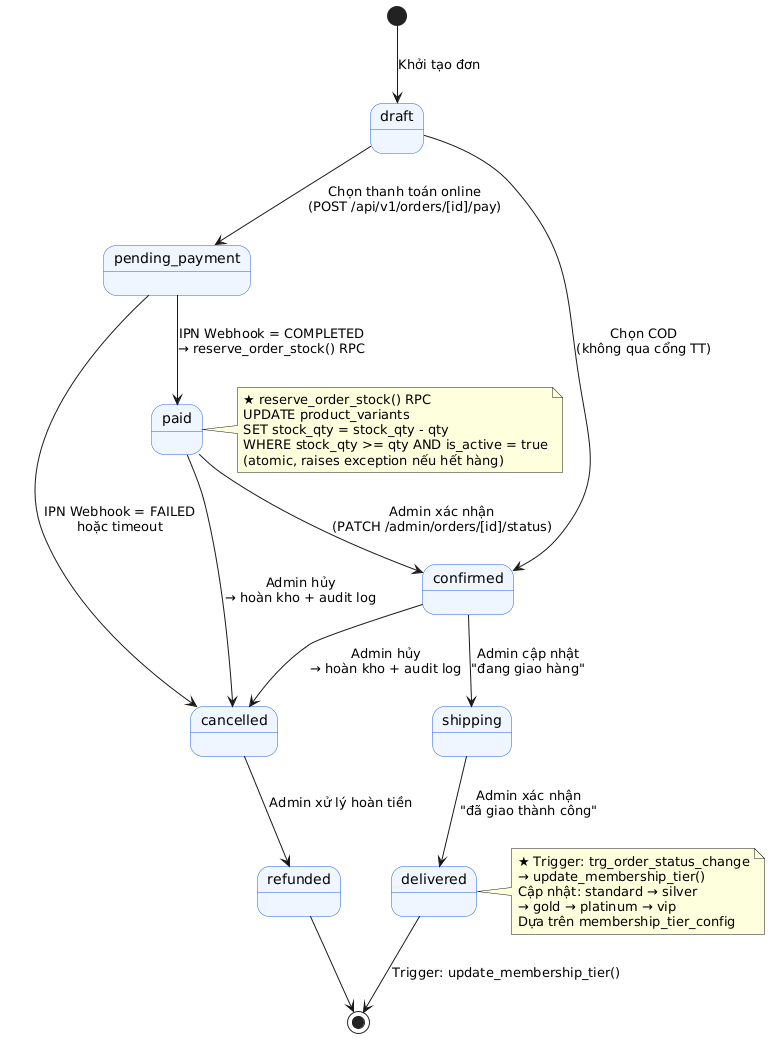 Khởi tạo đơn
draft
Chọn thanh toán online
(POST /api/v1/orders/[id]/pay)
pending_payment
Chọn COD
(không qua cổng TT)
IPN Webhook = COMPLETED
→ reserve_order_stock() RPC
paid
★ reserve_order_stock() RPC
UPDATE product_variants
SET stock_qty = stock_qty - qty
WHERE stock_qty >= qty AND is_active = true
(atomic, raises exception nếu hết hàng)
IPN Webhook = FAILED
hoặc timeout
Admin xác nhận
(PATCH /admin/orders/[id]/status)
confirmed
Admin hủy
→ hoàn kho + audit log
Admin hủy
→ hoàn kho + audit log
Admin cập nhật
"đang giao hàng"
cancelled
shipping
Admin xử lý hoàn tiền
Admin xác nhận
"đã giao thành công"
refunded
delivered
★ Trigger: trg_order_status_change
→ update_membership_tier()
Cập nhật: standard → silver
→ gold → platinum → vip
Dựa trên membership_tier_config
Trigger: update_membership_tier()